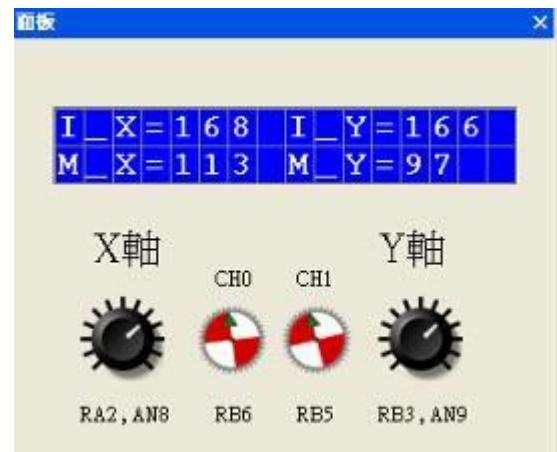 面板
I_X=168 I_Y=166
M_X=113 M_Y=97
X軸 Y軸
CH0 CH1
RA2,AN8 RB6 RB5 RB3,AN9